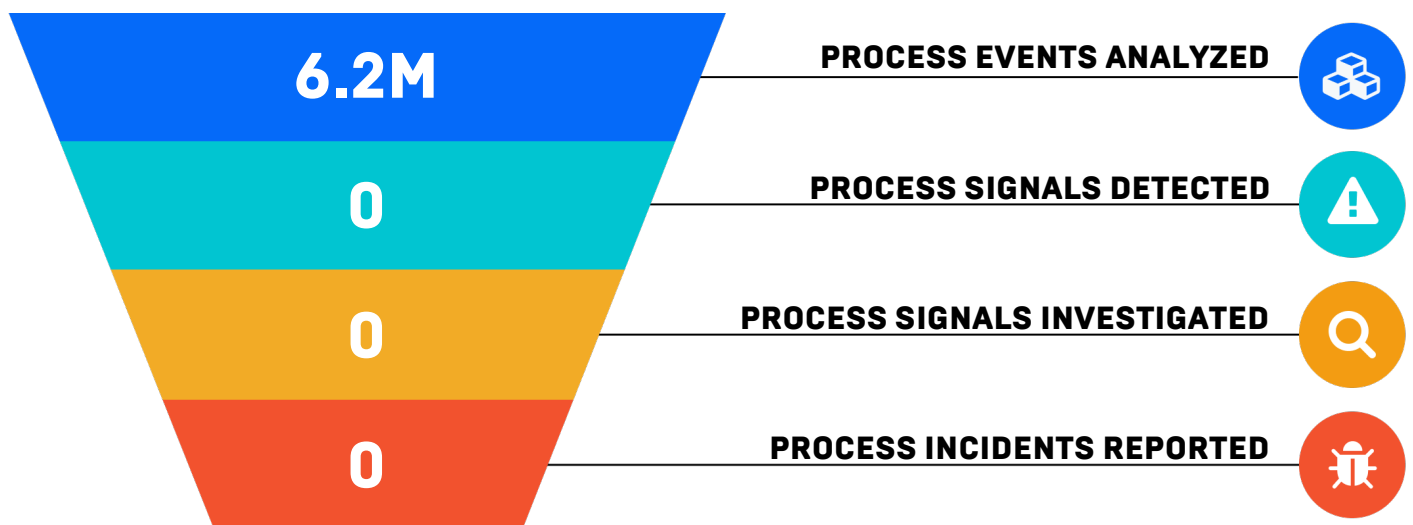 6.2M
PROCESS EVENTS ANALYZED
0
PROCESS SIGNALS DETECTED
0
PROCESS SIGNALS INVESTIGATED
0
PROCESS INCIDENTS REPORTED